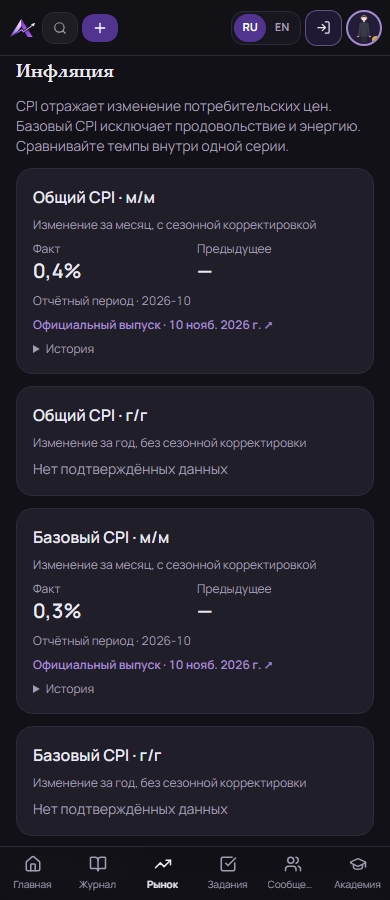 RU
EN
Инфляция
CPI отражает изменение потребительских цен.
Базовый CPI исключает продовольствие и энергию.
Сравнивайте темпы внутри одной серии.
Общий CPI · м/м
Изменение за месяц, с сезонной корректировкой
Факт
Предыдущее
0,4%
—
Отчётный период · 2026-10
Официальный выпуск · 10 нояб. 2026 г. ↗
▶ История
Общий CPI · г/г
Изменение за год, без сезонной корректировки
Нет подтверждённых данных
Базовый CPI · м/м
Изменение за месяц, с сезонной корректировкой
Факт
Предыдущее
0,3%
—
Отчётный период · 2026-10
Официальный выпуск · 10 нояб. 2026 г. ↗
▶ История
Базовый CPI · г/г
Изменение за год, без сезонной корректировки
Нет подтверждённых данных
Главная
Журнал
Рынок
Задания
Сообще...
Академия